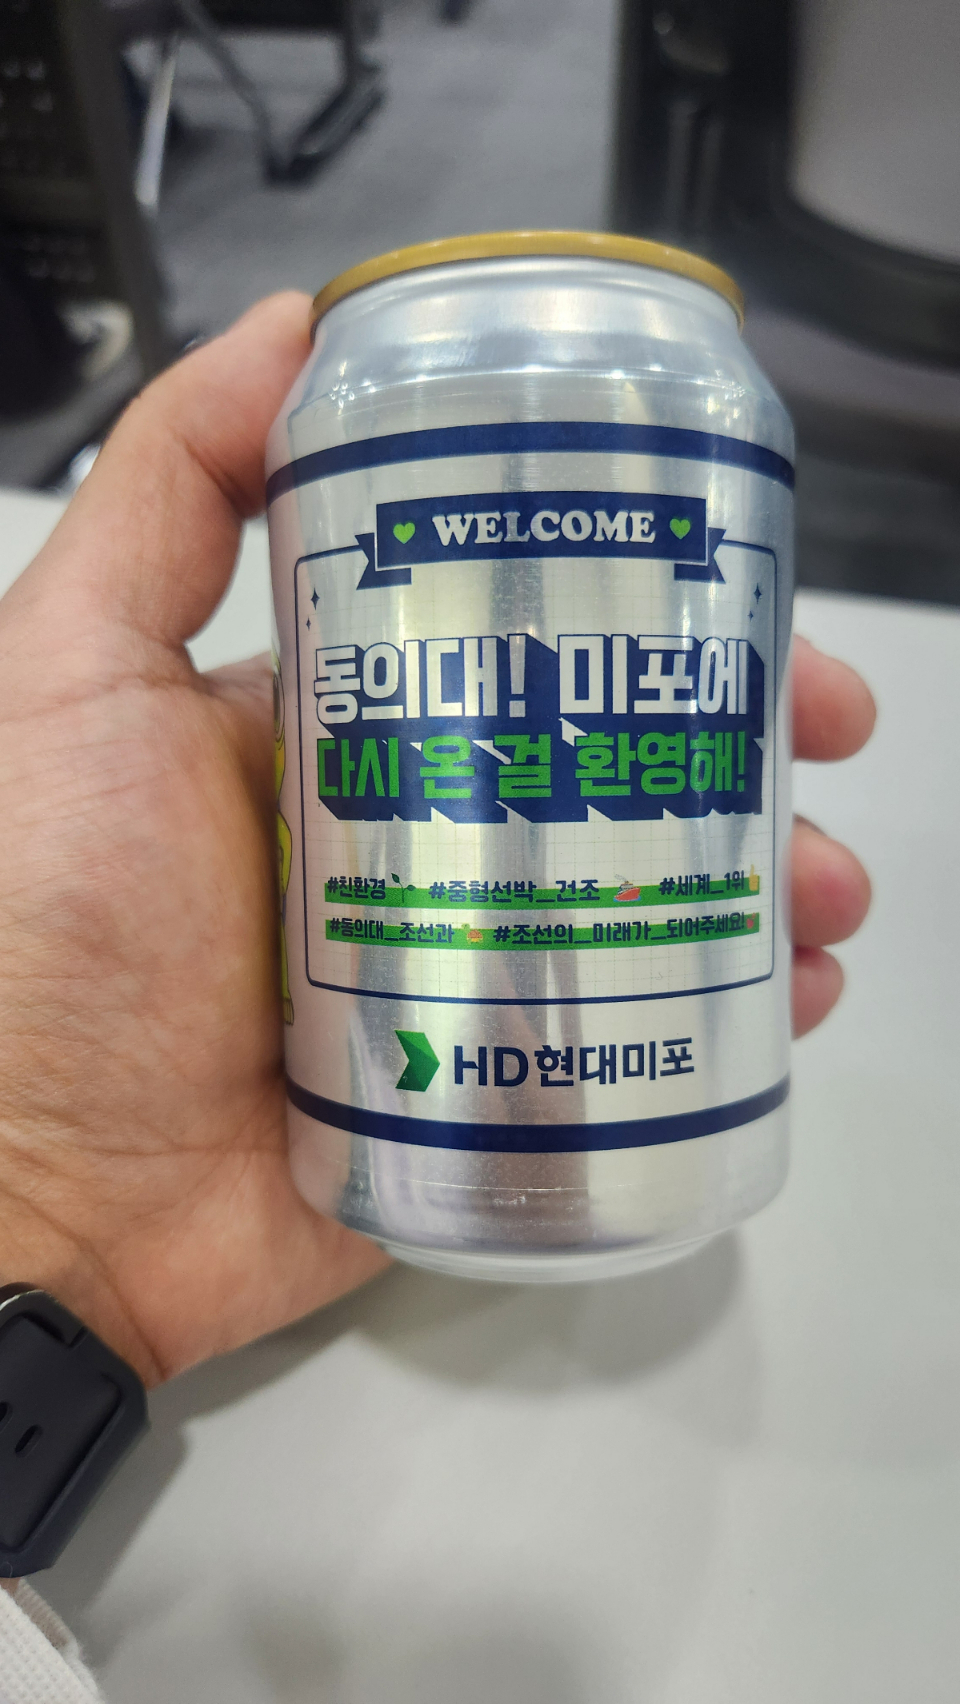 WELCOME
동의대! 미포에
다시 온 걸 환영해!
#친환경 #중형선박_건조 #세계_1위
#동의대_조선과 #조선의_미래가_되어주세요!
HD현대미포